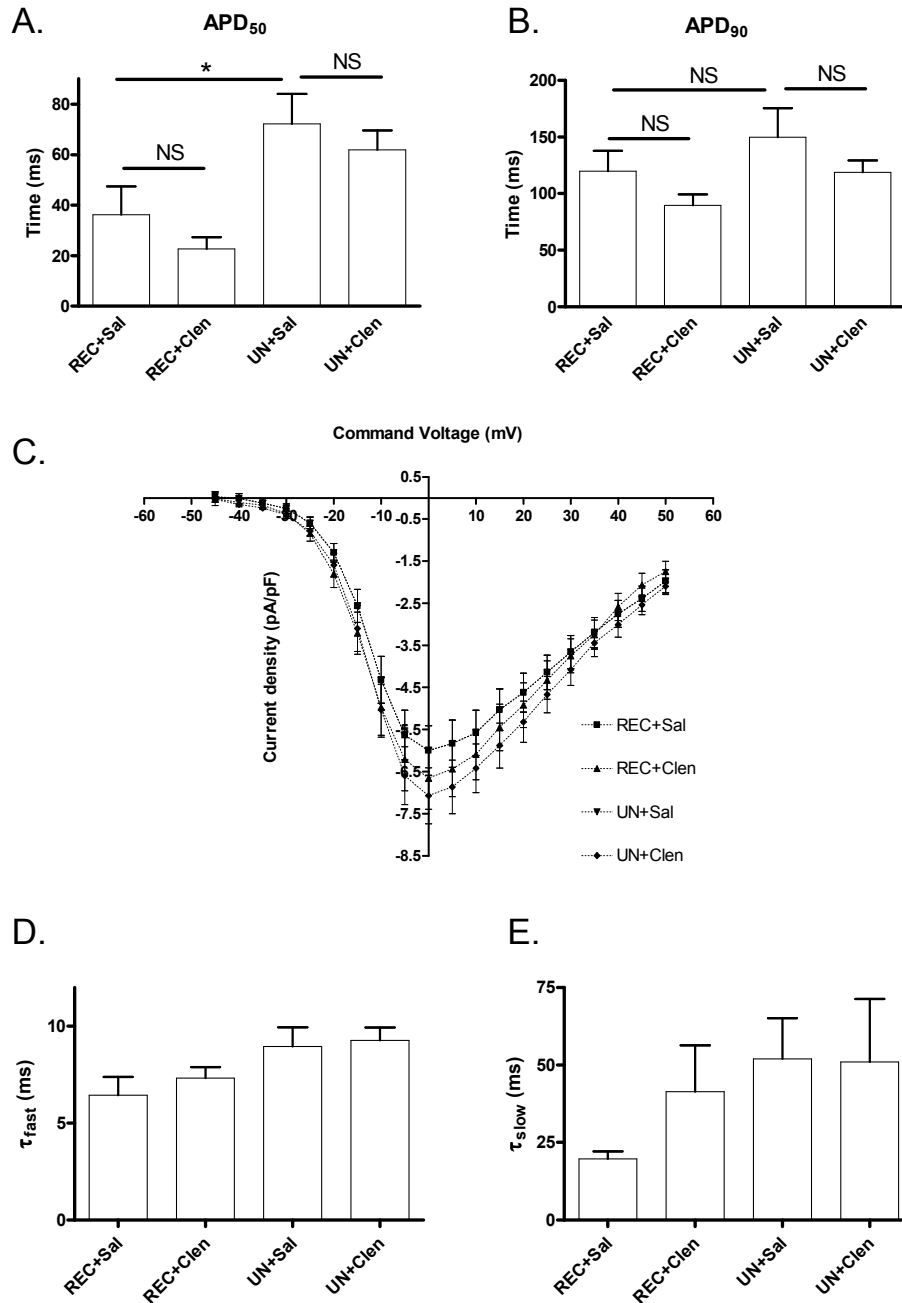 A.
APD50
*
NS
NS
Time (ms)
80
60
40
20
0
REC+Sal
REC+Clen
UN+Sal
UN+Clen
B.
APD90
NS
NS
NS
Time (ms)
200
150
100
50
0
REC+Sal
REC+Clen
UN+Sal
UN+Clen
C.
Command Voltage (mV)
0.5
-60 -50 -40 -30 -20 -10 10 20 30 40 50 60
-0.5
-1.5
-2.5
-3.5
-4.5
-5.5
-6.5
-7.5
-8.5
Current density (pA/pF)
REC+Sal
REC+Clen
UN+Sal
UN+Clen
D.
τfast (ms)
10
5
0
REC+Sal
REC+Clen
UN+Sal
UN+Clen
E.
τslow (ms)
75
50
25
0
REC+Sal
REC+Clen
UN+Sal
UN+Clen